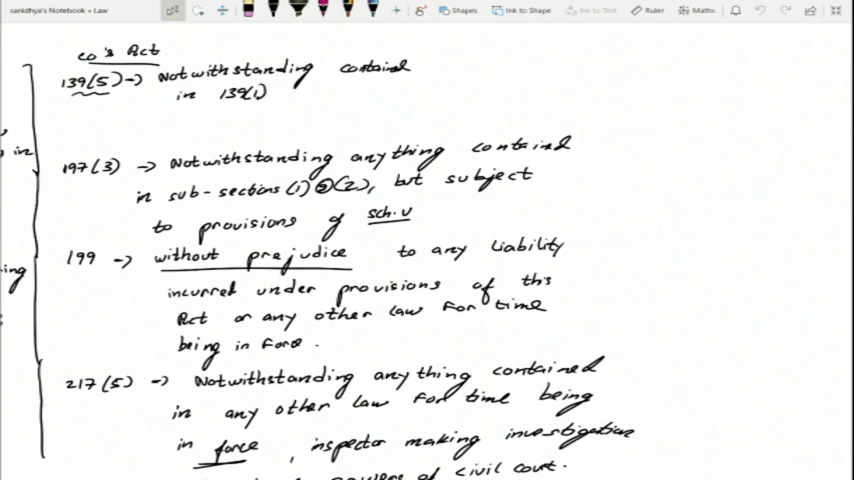 sanidhya's Notebook » Law
Shapes
Ink to Shape
Ink to Text
Ruler
Maths
co's Act
139(5) -> Notwithstanding contained
in 139(1)
in
197(3) -> Notwithstanding anything contained
in sub-sections (1) (2), but subject
to provisions of sch. V
199 -> without prejudice to any liability
ing
incurred under provisions of this
Act or any other law for time
being in force.
217(5) -> Notwithstanding anything contained
in any other law for time being
in force, inspector making investigation
powers of civil court.